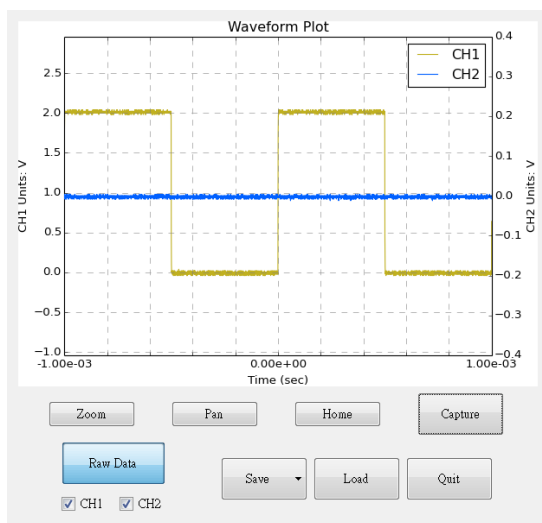 Waveform Plot
CH1
CH2
2.5
2.0
1.5
1.0
0.5
0.0
−0.5
−1.0
CH1 Units: V
0.4
0.3
0.2
0.1
0.0
−0.1
−0.2
−0.3
−0.4
CH2 Units: V
-1.00e-03 0.00e+00 1.00e-03
Time (sec)
Zoom Pan Home Capture
Raw Data Save Load Quit
CH1 CH2